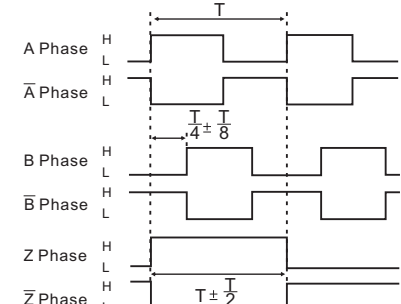 T
A Phase H
L
A̅ Phase H
L
T/4 ± T/8
B Phase H
L
B̅ Phase H
L
Z Phase H
L
T ± T/2
Z̅ Phase H
L